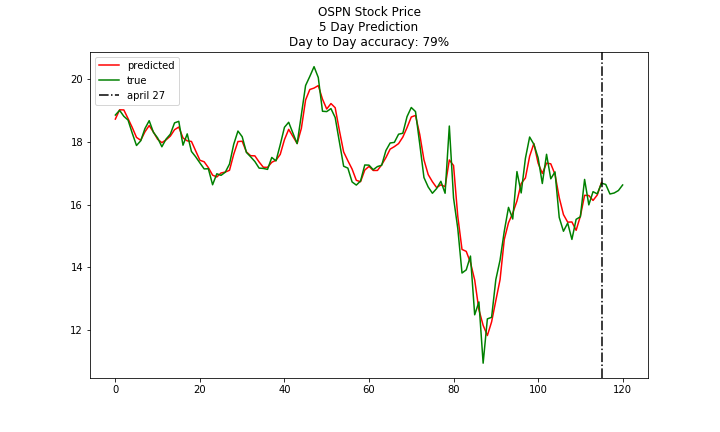 OSPN Stock Price
5 Day Prediction
Day to Day accuracy: 79%
predicted
true
april 27
20
18
16
14
12
0 20 40 60 80 100 120